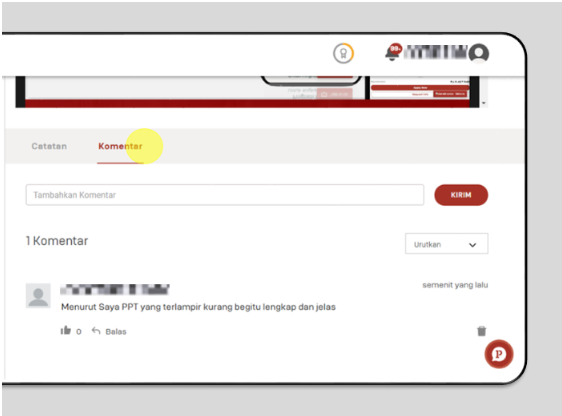 99+
Catatan
Komentar
Tambahkan Komentar
KIRIM
1 Komentar
Urutkan
semenit yang lalu
Menurut Saya PPT yang terlampir kurang begitu lengkap dan jelas
0
Balas
P